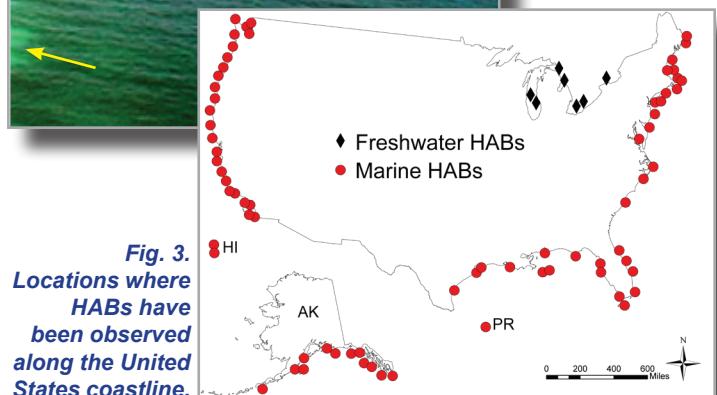 Freshwater HABs
Marine HABs
HI
AK
PR
N
0 200 400 600
Miles
Fig. 3.
Locations where
HABs have
been observed
along the United
States coastline.